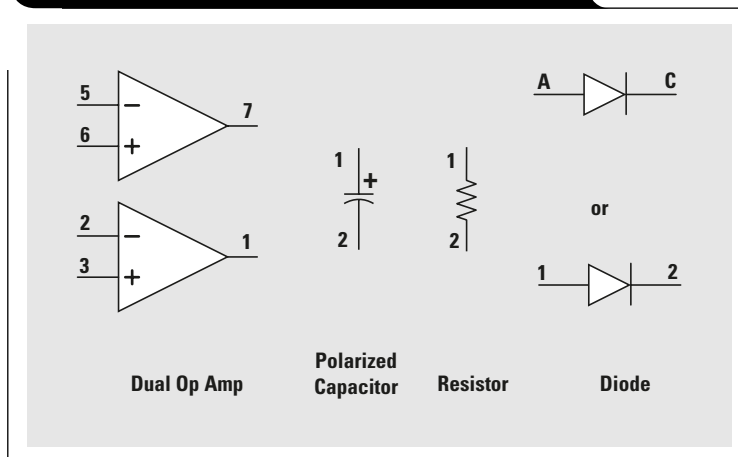 5
−
6
+
7
2
−
3
+
1
Dual Op Amp
1
+
2
Polarized
Capacitor
1
2
Resistor
A C
or
1 2
Diode